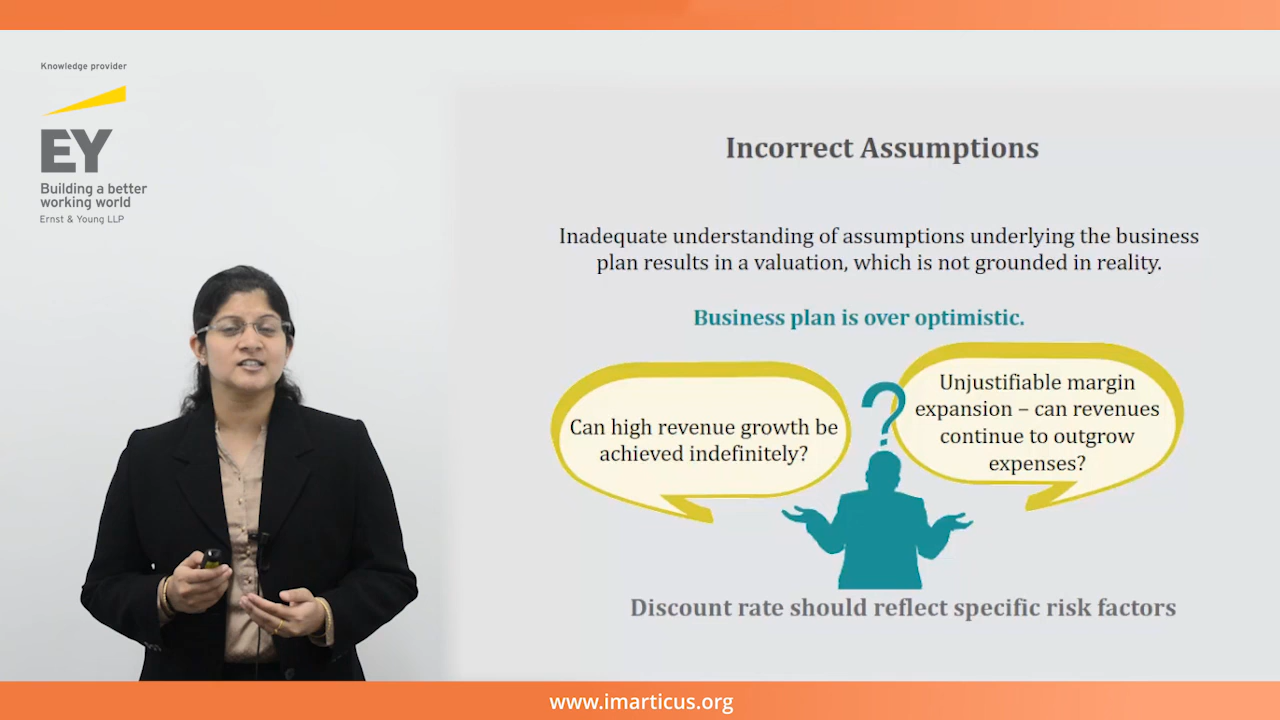 Knowledge provider
EY
Building a better
working world
Ernst & Young LLP
Incorrect Assumptions
Inadequate understanding of assumptions underlying the business
plan results in a valuation, which is not grounded in reality.
Business plan is over optimistic.
Can high revenue growth be
achieved indefinitely?
?
Unjustifiable margin
expansion – can revenues
continue to outgrow
expenses?
Discount rate should reflect specific risk factors
www.imarticus.org